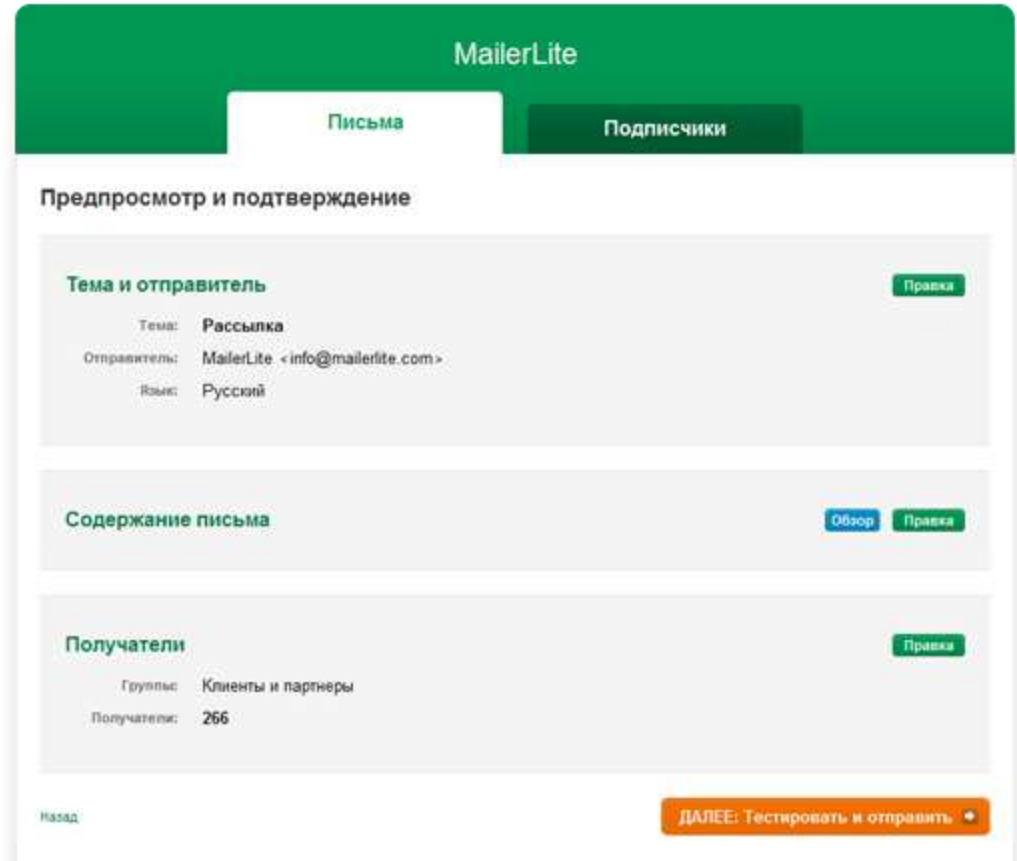 MailerLite
Письма
Подписчики
Предпросмотр и подтверждение
Тема и отправитель
Правка
Тема: Рассылка
Отправитель: MailerLite <info@mailerlite.com>
Язык: Русский
Содержание письма
Обзор
Правка
Получатели
Правка
Группы: Клиенты и партнеры
Получатели: 266
Назад
ДАЛЕЕ: Тестировать и отправить